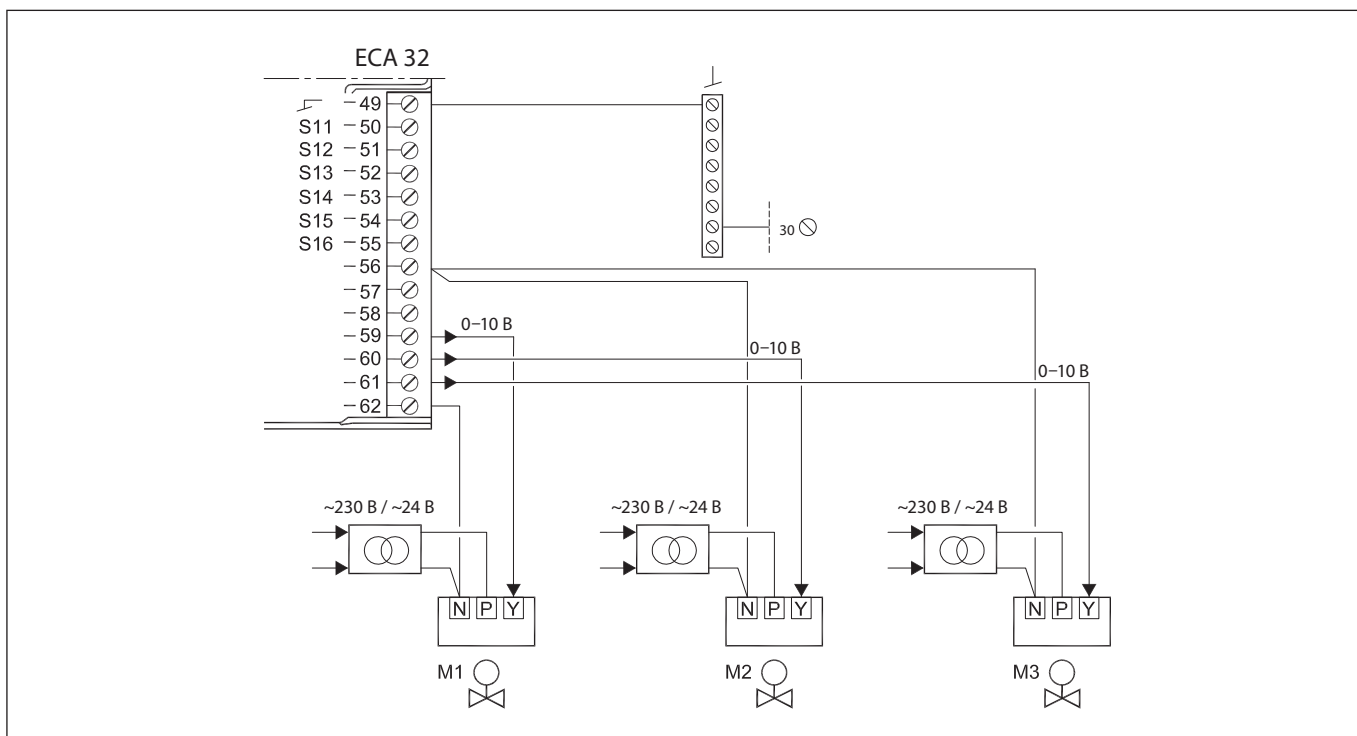 ECA 32
49
S11 50
S12 51
S13 52
S14 53
S15 54
S16 55
56
57
58
59
60
61
62
30
0–10 В
0–10 В
0–10 В
~230 В / ~24 В
~230 В / ~24 В
~230 В / ~24 В
N P Y
N P Y
N P Y
M1
M2
M3